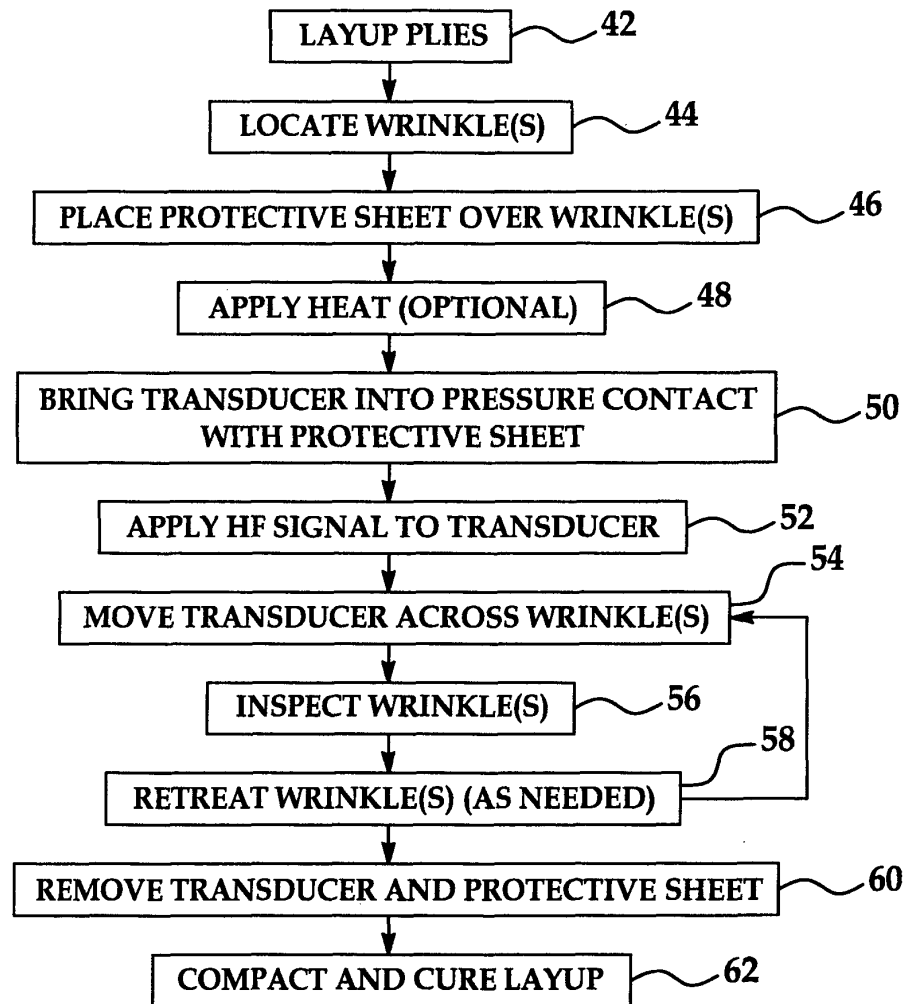 LAYUP PLIES 42
LOCATE WRINKLE(S) 44
PLACE PROTECTIVE SHEET OVER WRINKLE(S) 46
APPLY HEAT (OPTIONAL) 48
BRING TRANSDUCER INTO PRESSURE CONTACT
WITH PROTECTIVE SHEET 50
APPLY HF SIGNAL TO TRANSDUCER 52
MOVE TRANSDUCER ACROSS WRINKLE(S) 54
INSPECT WRINKLE(S) 56
RETREAT WRINKLE(S) (AS NEEDED) 58
REMOVE TRANSDUCER AND PROTECTIVE SHEET 60
COMPACT AND CURE LAYUP 62